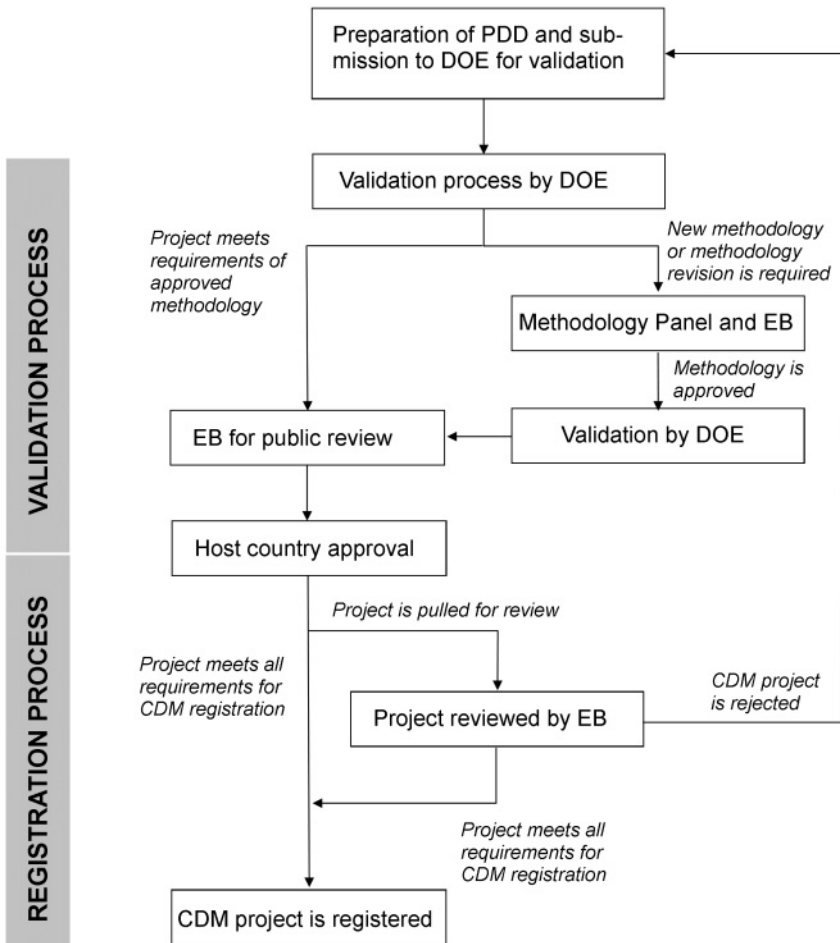 Preparation of PDD and sub-
mission to DOE for validation
VALIDATION PROCESS
Validation process by DOE
Project meets
requirements of
approved
methodology
New methodology
or methodology
revision is required
Methodology Panel and EB
Methodology is
approved
EB for public review
Validation by DOE
Host country approval
REGISTRATION PROCESS
Project is pulled for review
Project meets all
requirements for
CDM registration
CDM project
is rejected
Project reviewed by EB
Project meets all
requirements for
CDM registration
CDM project is registered